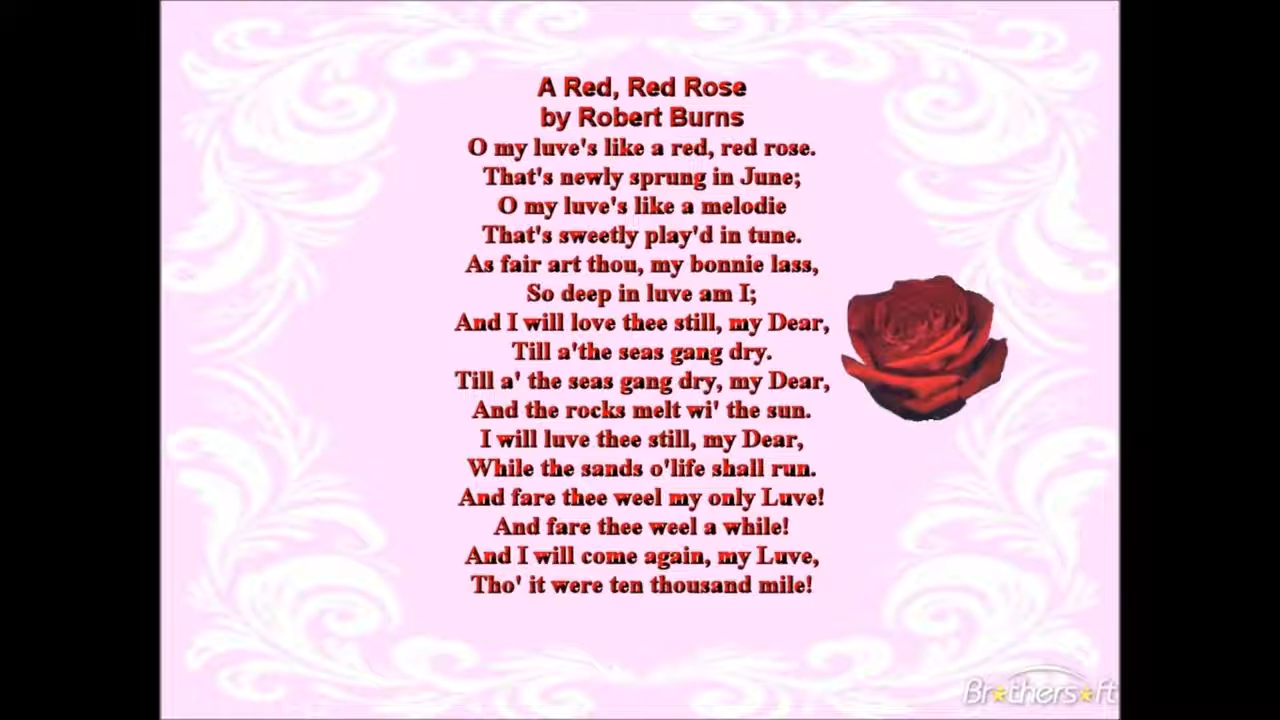 A Red, Red Rose
by Robert Burns
O my luve's like a red, red rose.
That's newly sprung in June;
O my luve's like a melodie
That's sweetly play'd in tune.
As fair art thou, my bonnie lass,
So deep in luve am I;
And I will love thee still, my Dear,
Till a'the seas gang dry.
Till a' the seas gang dry, my Dear,
And the rocks melt wi' the sun.
I will luve thee still, my Dear,
While the sands o'life shall run.
And fare thee weel my only Luve!
And fare thee weel a while!
And I will come again, my Luve,
Tho' it were ten thousand mile!
Brothersoft